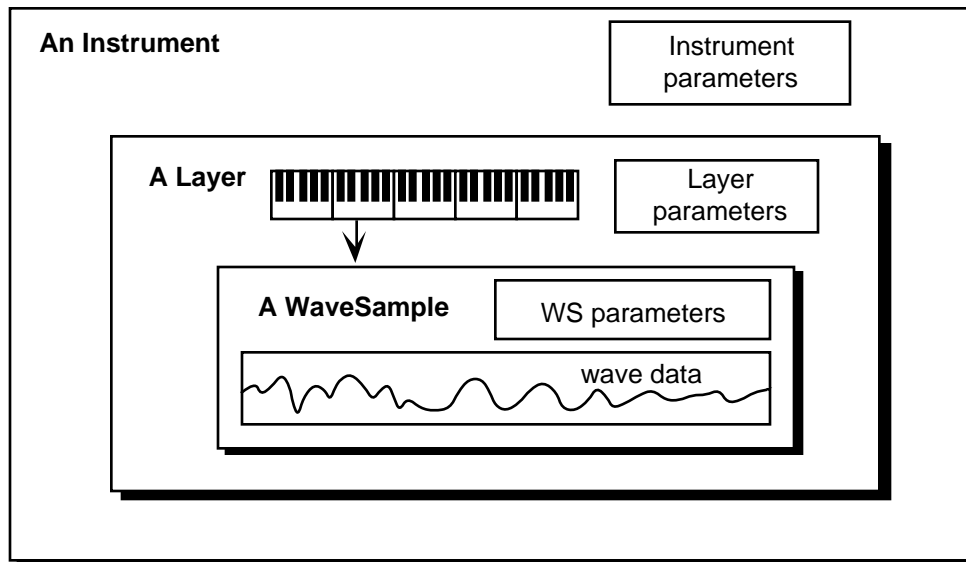 An Instrument
Instrument
parameters
A Layer
Layer
parameters
A WaveSample
WS parameters
wave data